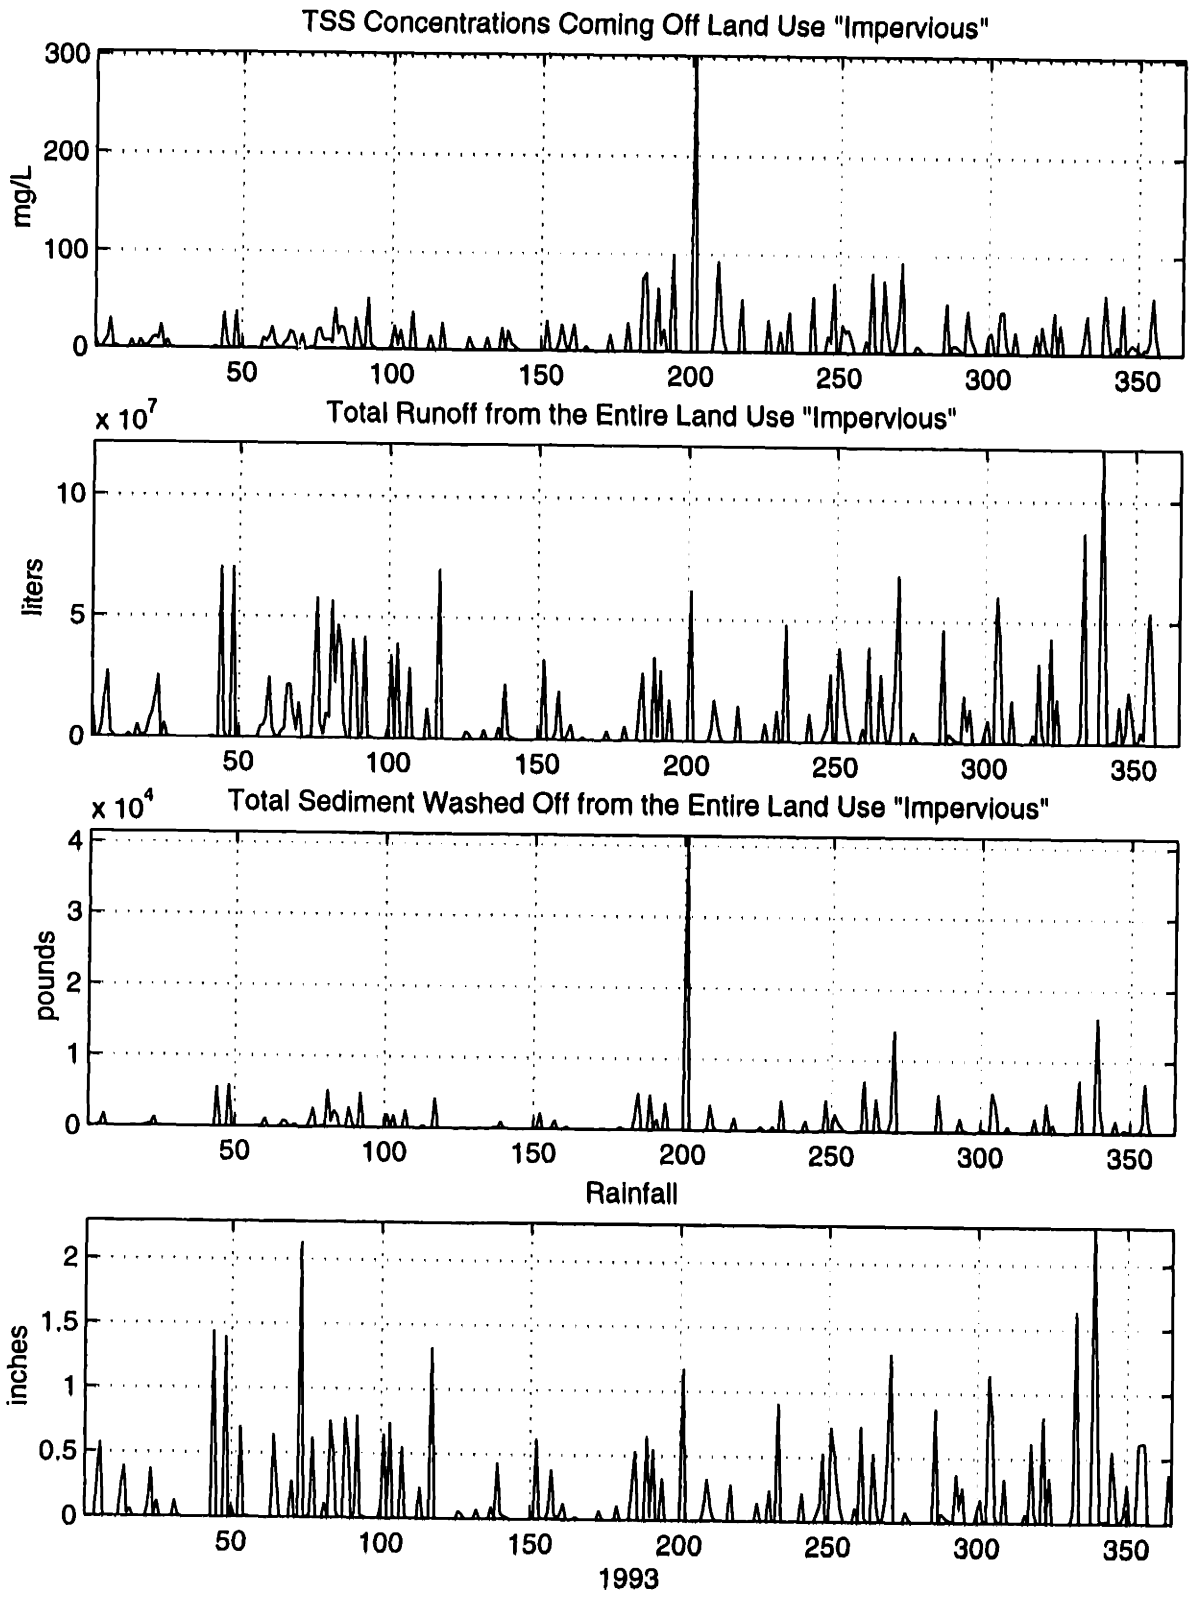 TSS Concentrations Coming Off Land Use "Impervious"
300
200
100
0
mg/L
50 100 150 200 250 300 350
x 10^7
Total Runoff from the Entire Land Use "Impervious"
10
5
0
liters
50 100 150 200 250 300 350
x 10^4
Total Sediment Washed Off from the Entire Land Use "Impervious"
4
3
2
1
0
pounds
50 100 150 200 250 300 350
Rainfall
2
1.5
1
0.5
0
inches
50 100 150 200 250 300 350
1993